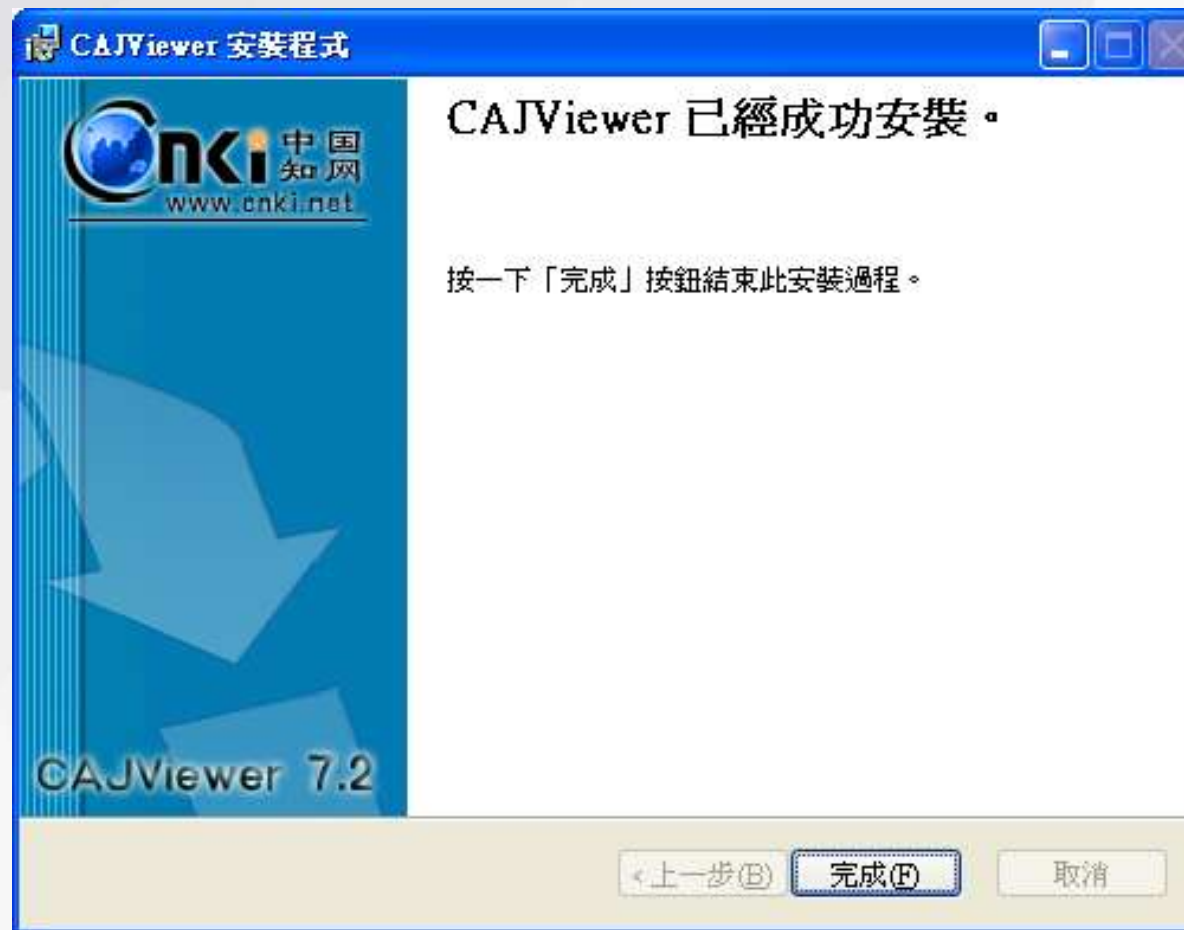 CAJViewer 安裝程式
CNKI 中国知网
www.cnki.net
CAJViewer 已經成功安裝。
按一下「完成」按鈕結束此安裝過程。
CAJViewer 7.2
<上一步(B)
完成(F)
取消